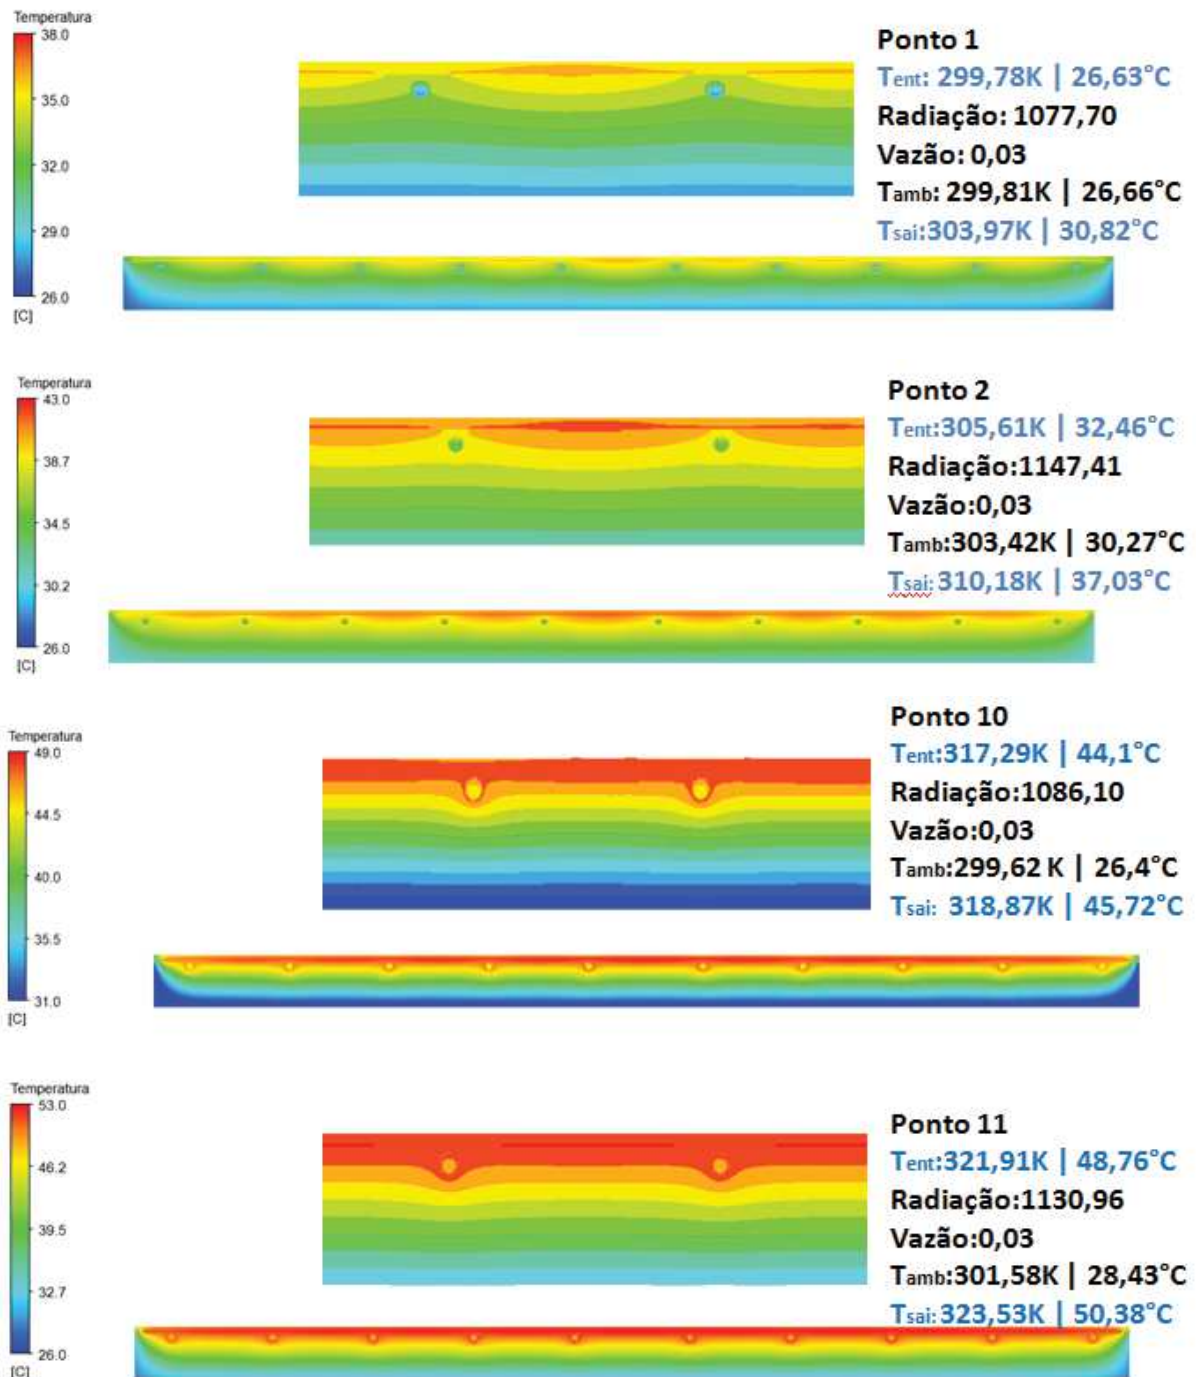 Temperatura
38.0
35.0
32.0
29.0
26.0
[C]
Ponto 1
Tent: 299,78K | 26,63°C
Radiação: 1077,70
Vazão: 0,03
Tamb: 299,81K | 26,66°C
Tsai:303,97K | 30,82°C
Temperatura
43.0
38.7
34.5
30.2
26.0
[C]
Ponto 2
Tent:305,61K | 32,46°C
Radiação:1147,41
Vazão:0,03
Tamb:303,42K | 30,27°C
Tsai: 310,18K | 37,03°C
Temperatura
49.0
44.5
40.0
35.5
31.0
[C]
Ponto 10
Tent:317,29K | 44,1°C
Radiação:1086,10
Vazão:0,03
Tamb:299,62 K | 26,4°C
Tsai: 318,87K | 45,72°C
Temperatura
53.0
46.2
39.5
32.7
26.0
[C]
Ponto 11
Tent:321,91K | 48,76°C
Radiação:1130,96
Vazão:0,03
Tamb:301,58K | 28,43°C
Tsai: 323,53K | 50,38°C